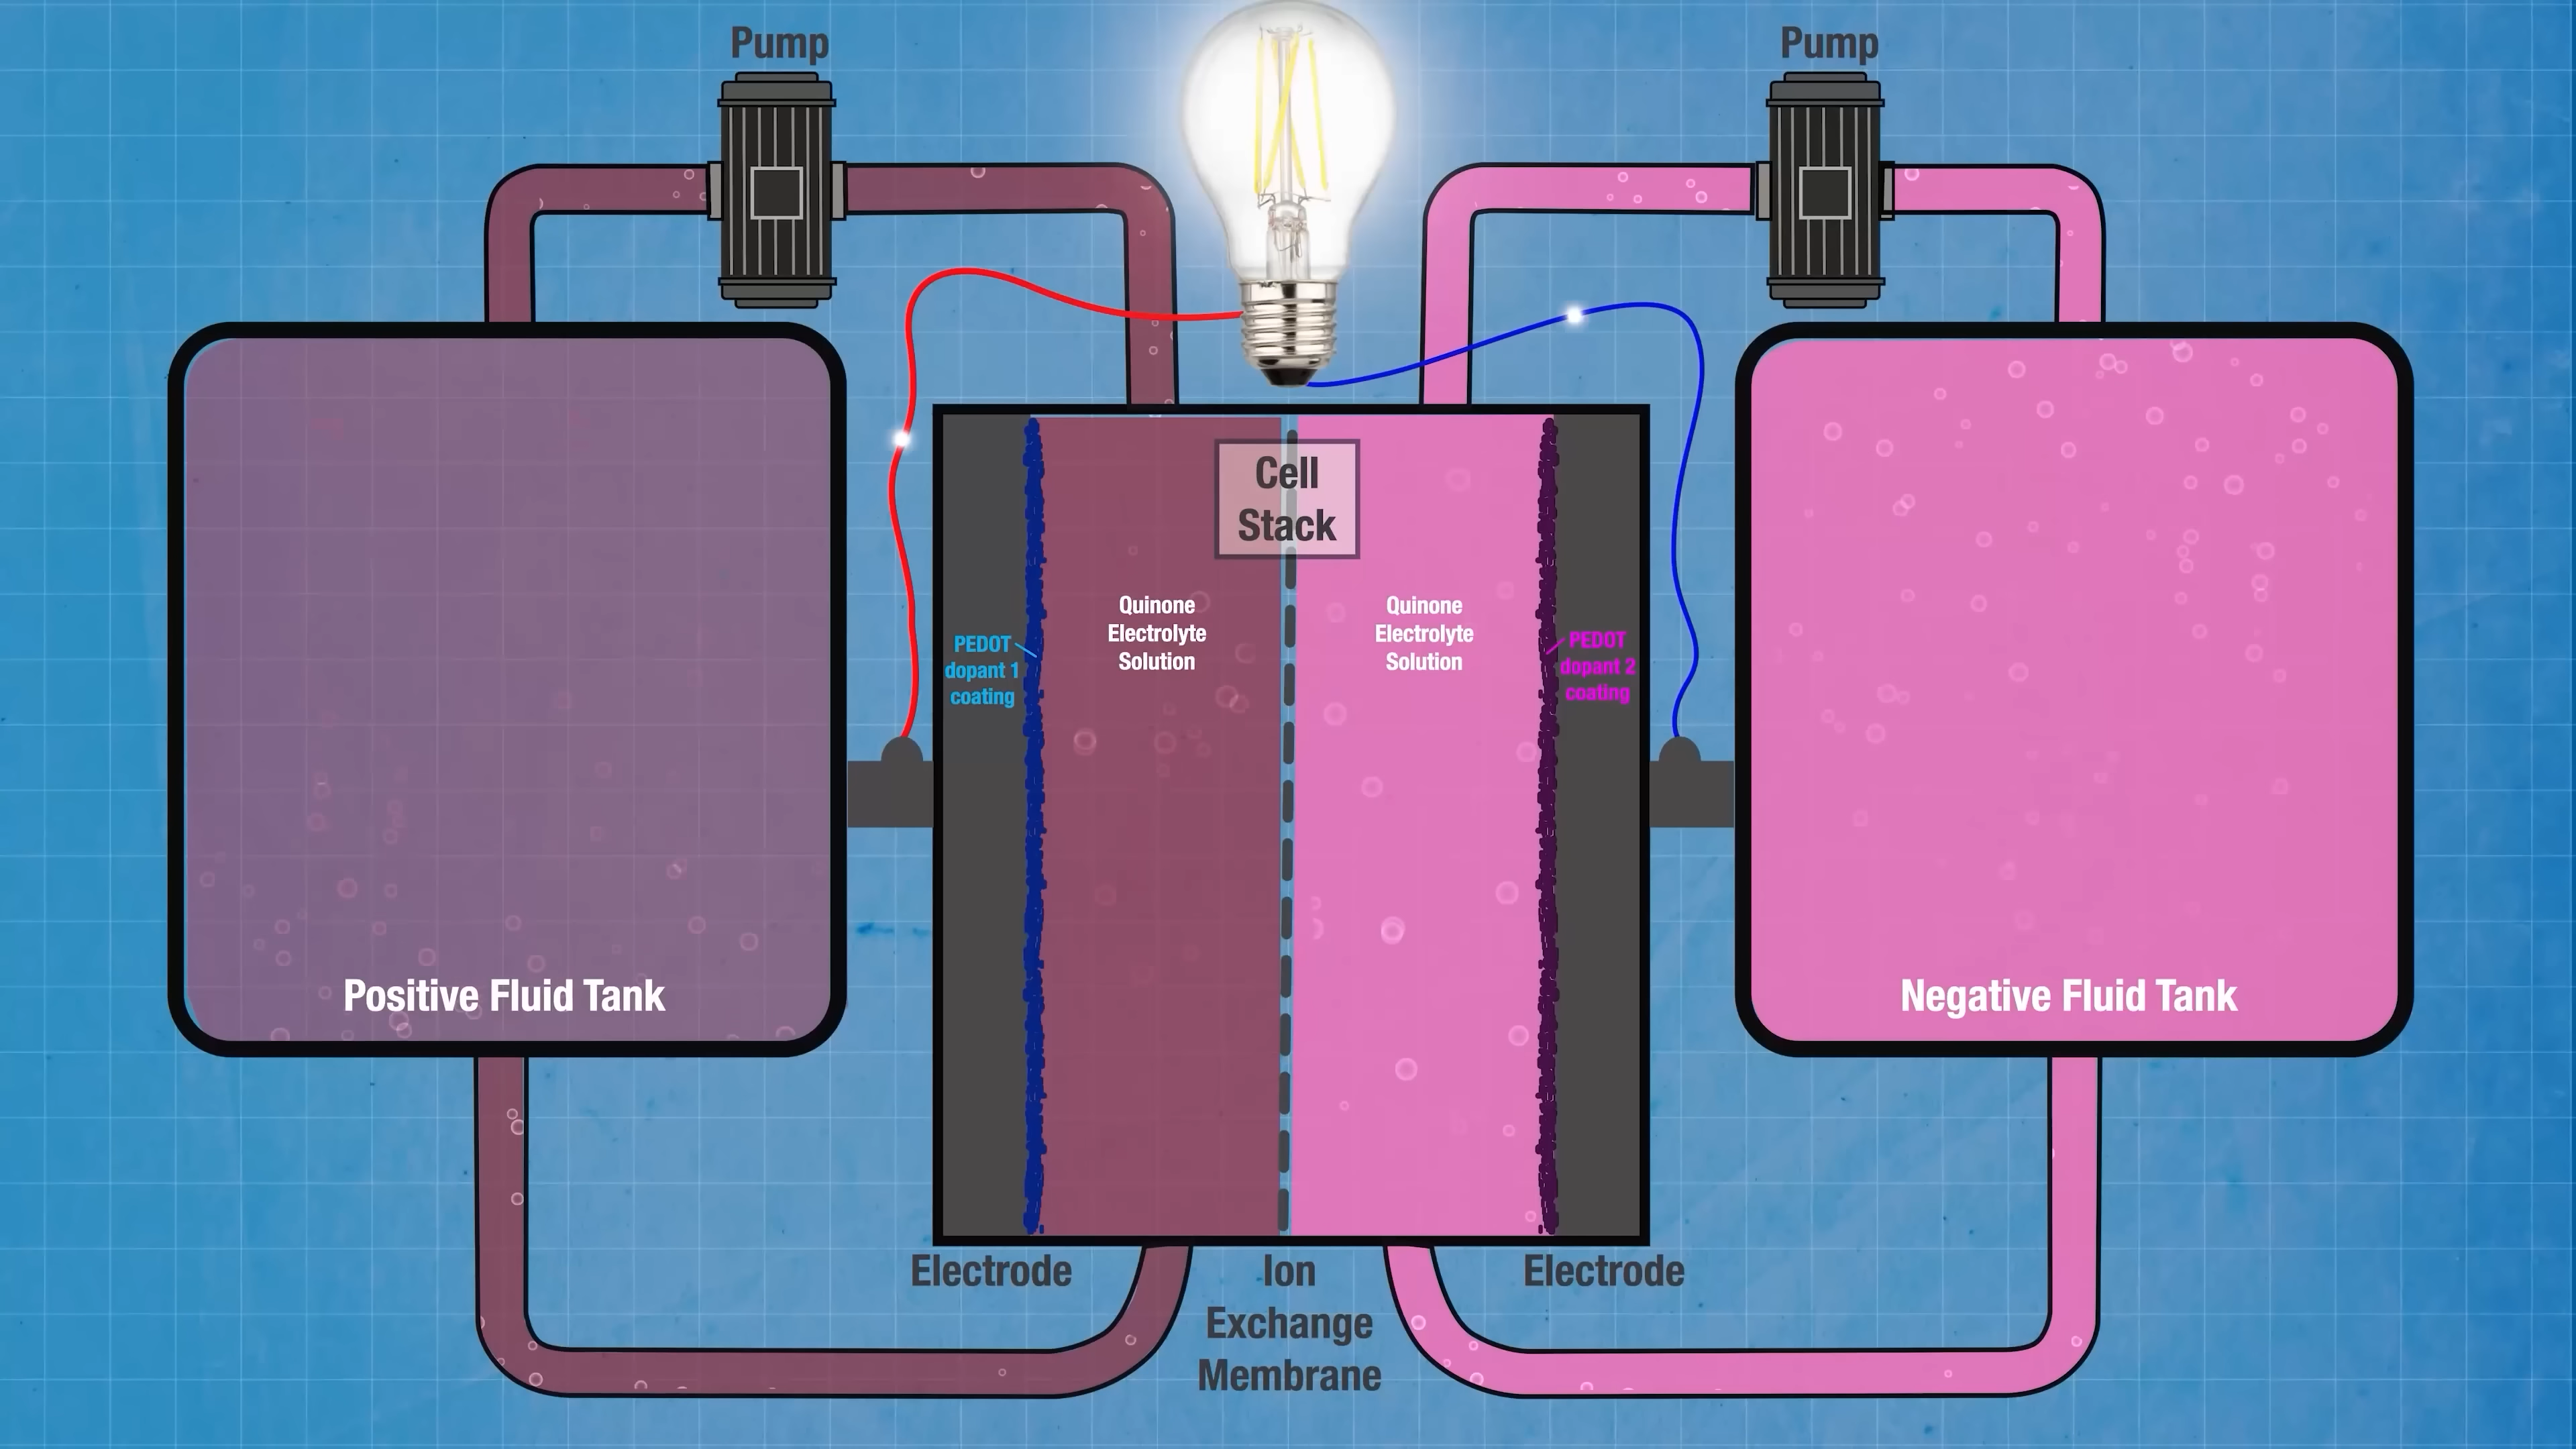 Pump
Pump
Cell
Stack
Quinone
Electrolyte
Solution
Quinone
Electrolyte
Solution
PEDOT
dopant 1
coating
PEDOT
dopant 2
coating
Positive Fluid Tank
Negative Fluid Tank
Electrode
Ion
Exchange
Membrane
Electrode